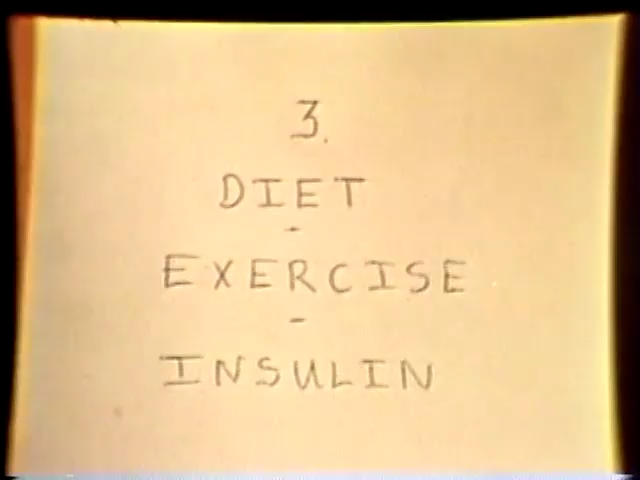 3.
DIET
-
EXERCISE
-
INSULIN